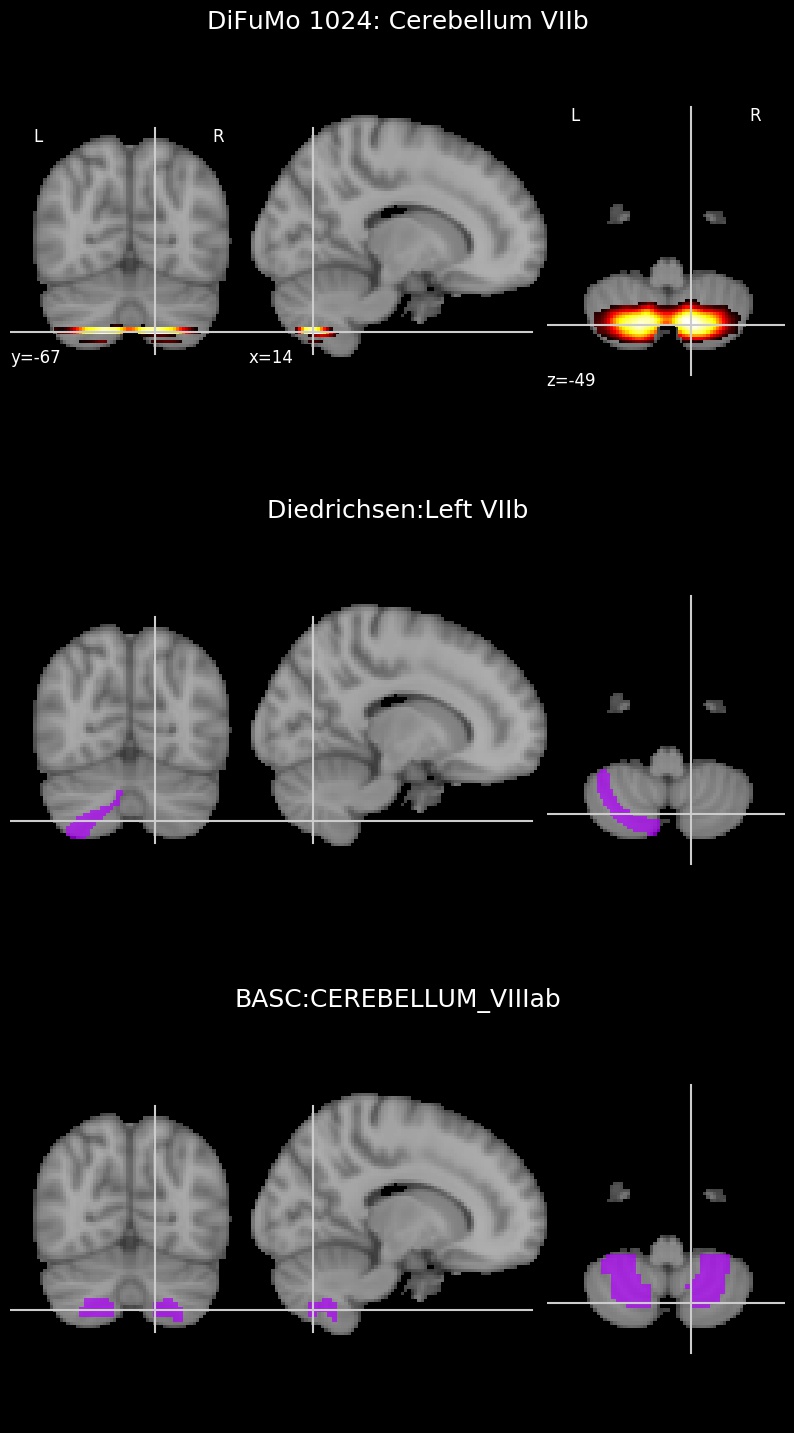 DiFuMo 1024: Cerebellum VIIb
L R L R
y=-67 x=14 z=-49
Diedrichsen:Left VIIb
BASC:CEREBELLUM_VIIIab